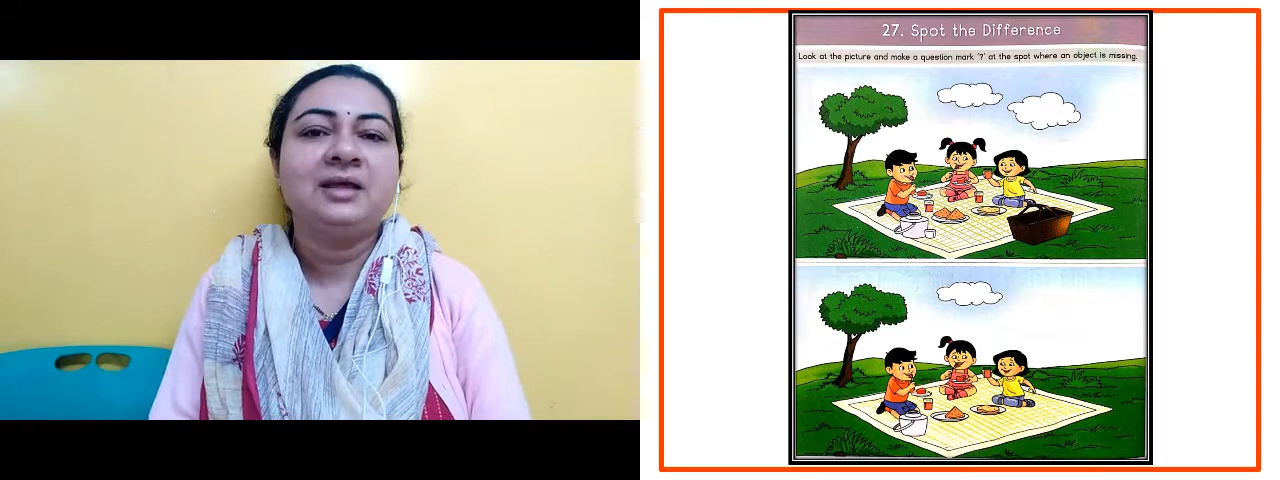 27. Spot the Difference
Look at the picture and make a question mark '?' at the spot where an object is missing.